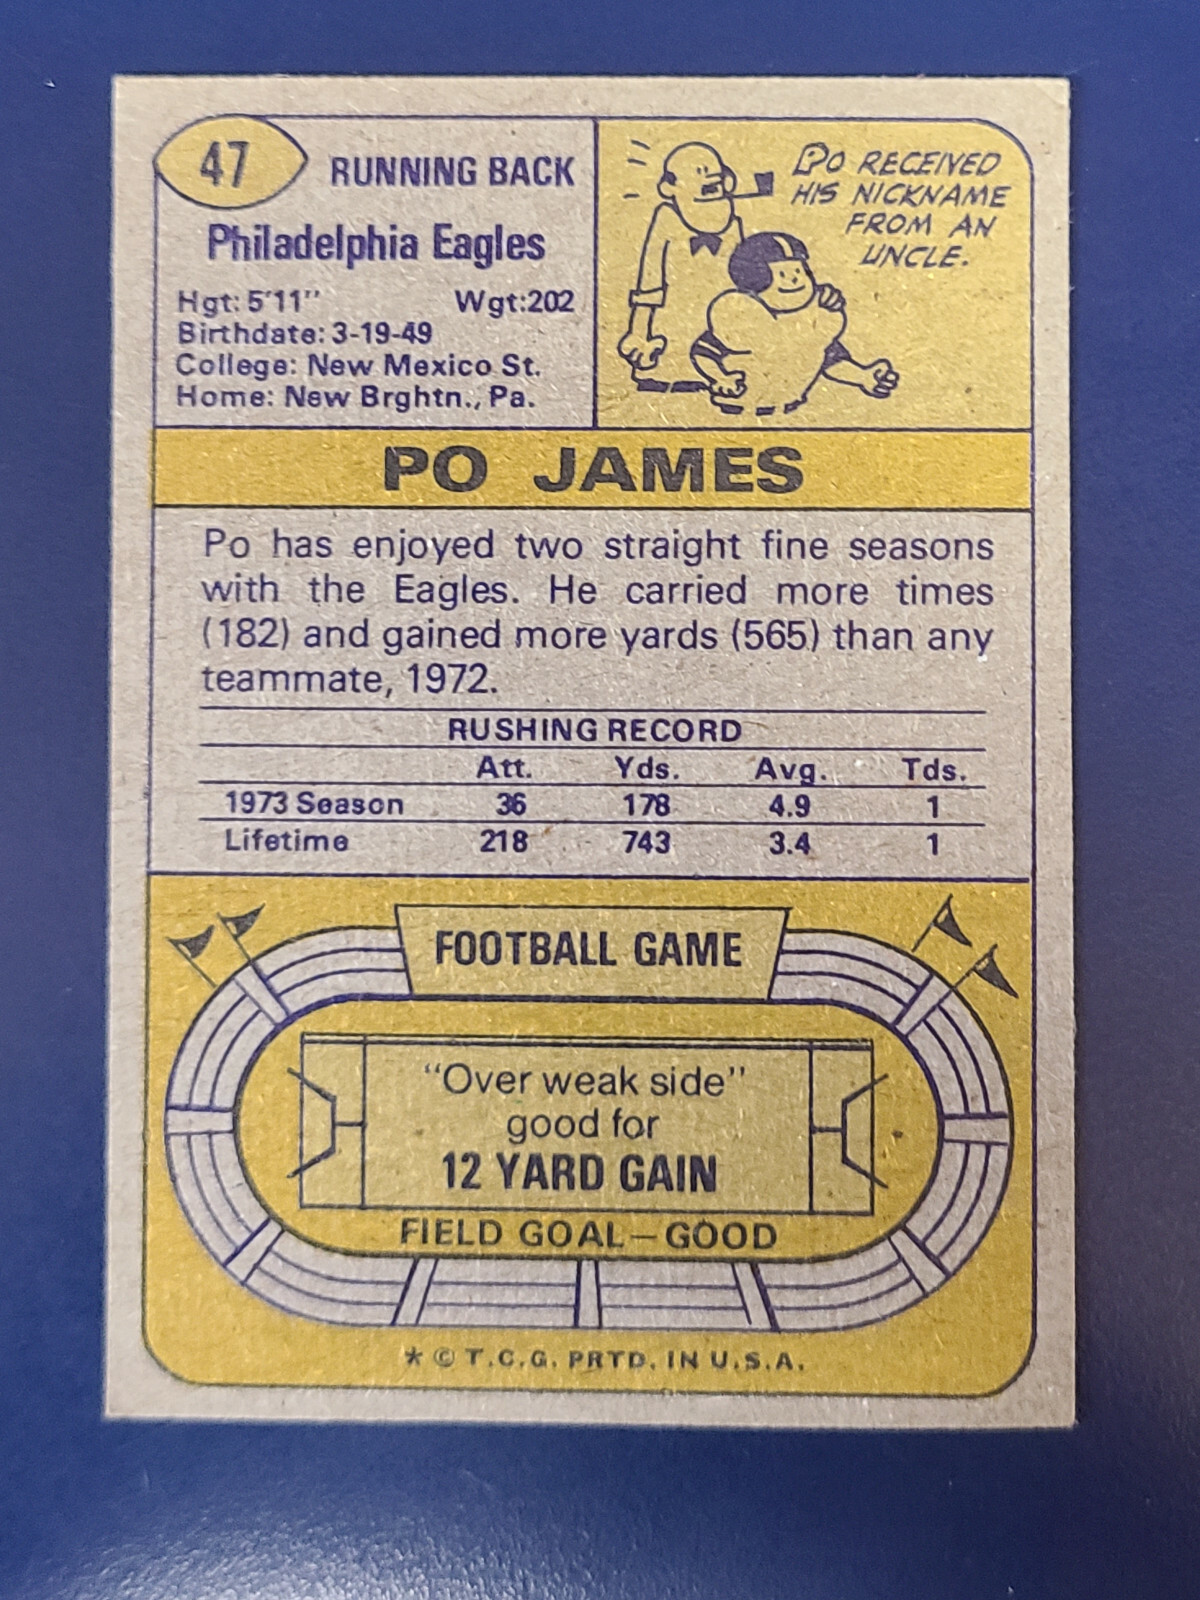 47
RUNNING BACK
Philadelphia Eagles
Hgt: 5'11" Wgt:202
Birthdate: 3-19-49
College: New Mexico St.
Home: New Brghtn., Pa.
PO RECEIVED
HIS NICKNAME
FROM AN
UNCLE.
PO JAMES
Po has enjoyed two straight fine seasons
with the Eagles. He carried more times
(182) and gained more yards (565) than any
teammate, 1972.
RUSHING RECORD
Att. Yds. Avg. Tds.
1973 Season 36 178 4.9 1
Lifetime 218 743 3.4 1
FOOTBALL GAME
"Over weak side"
good for
12 YARD GAIN
FIELD GOAL—GOOD
* © T.C.G. PRTD. IN U.S.A.